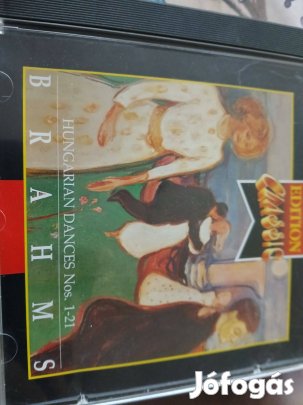 EDITION
Classic
HUNGARIAN DANCES Nos. 1-21
BRAHMS
Jófogás